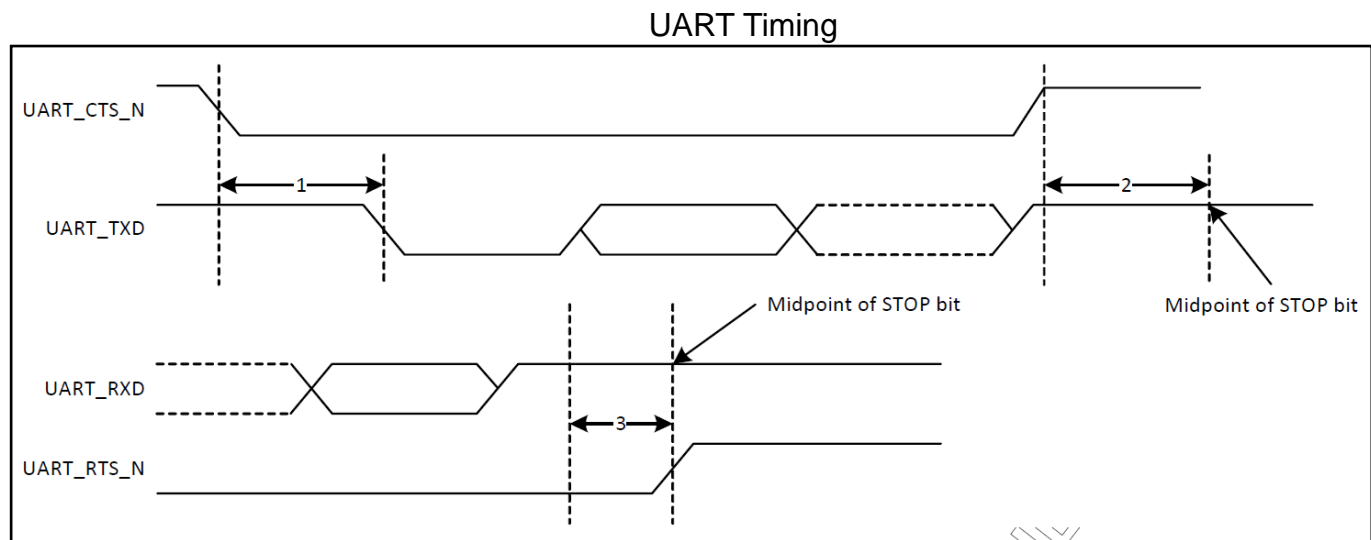 UART Timing
UART_CTS_N
1
2
UART_TXD
Midpoint of STOP bit
Midpoint of STOP bit
UART_RXD
3
UART_RTS_N